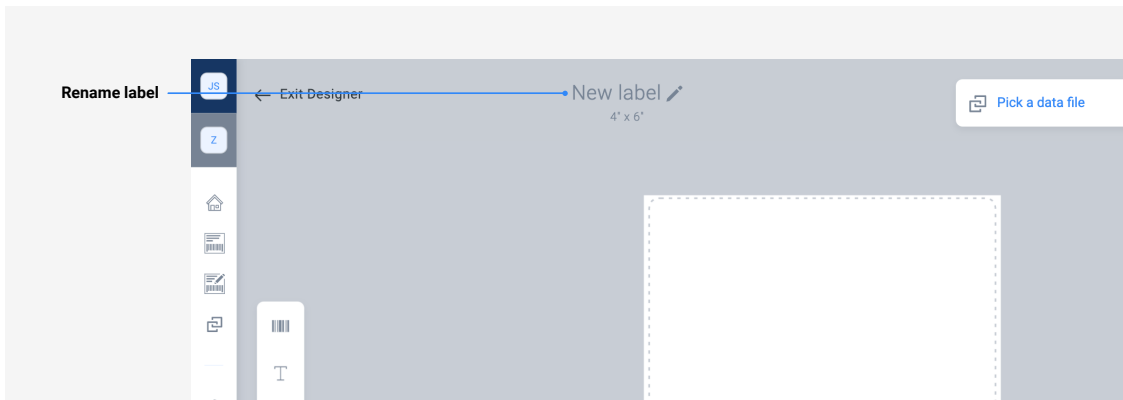 Rename label
JS
Exit Designer
New label
4" x 6"
Pick a data file
Z
T